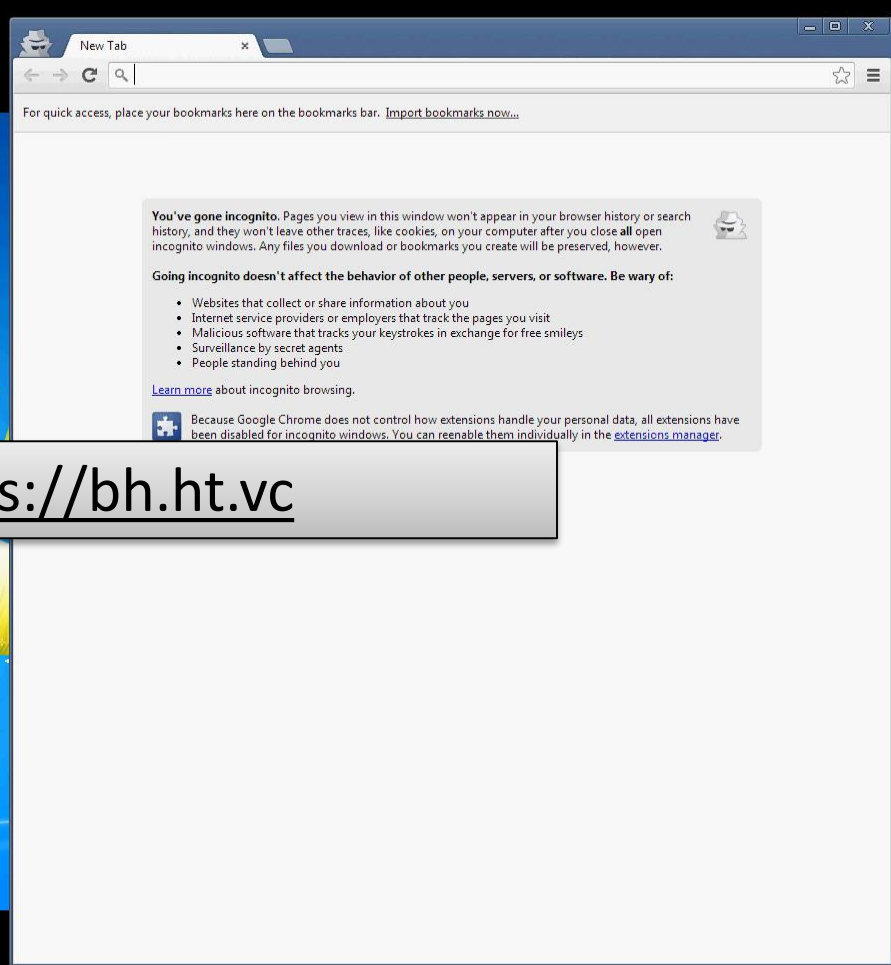 New Tab
For quick access, place your bookmarks here on the bookmarks bar. Import bookmarks now...
You've gone incognito. Pages you view in this window won't appear in your browser history or search
history, and they won't leave other traces, like cookies, on your computer after you close all open
incognito windows. Any files you download or bookmarks you create will be preserved, however.
Going incognito doesn't affect the behavior of other people, servers, or software. Be wary of:
• Websites that collect or share information about you
• Internet service providers or employers that track the pages you visit
• Malicious software that tracks your keystrokes in exchange for free smileys
• Surveillance by secret agents
• People standing behind you
Learn more about incognito browsing.
Because Google Chrome does not control how extensions handle your personal data, all extensions have
been disabled for incognito windows. You can reenable them individually in the extensions manager.
s://bh.ht.vc